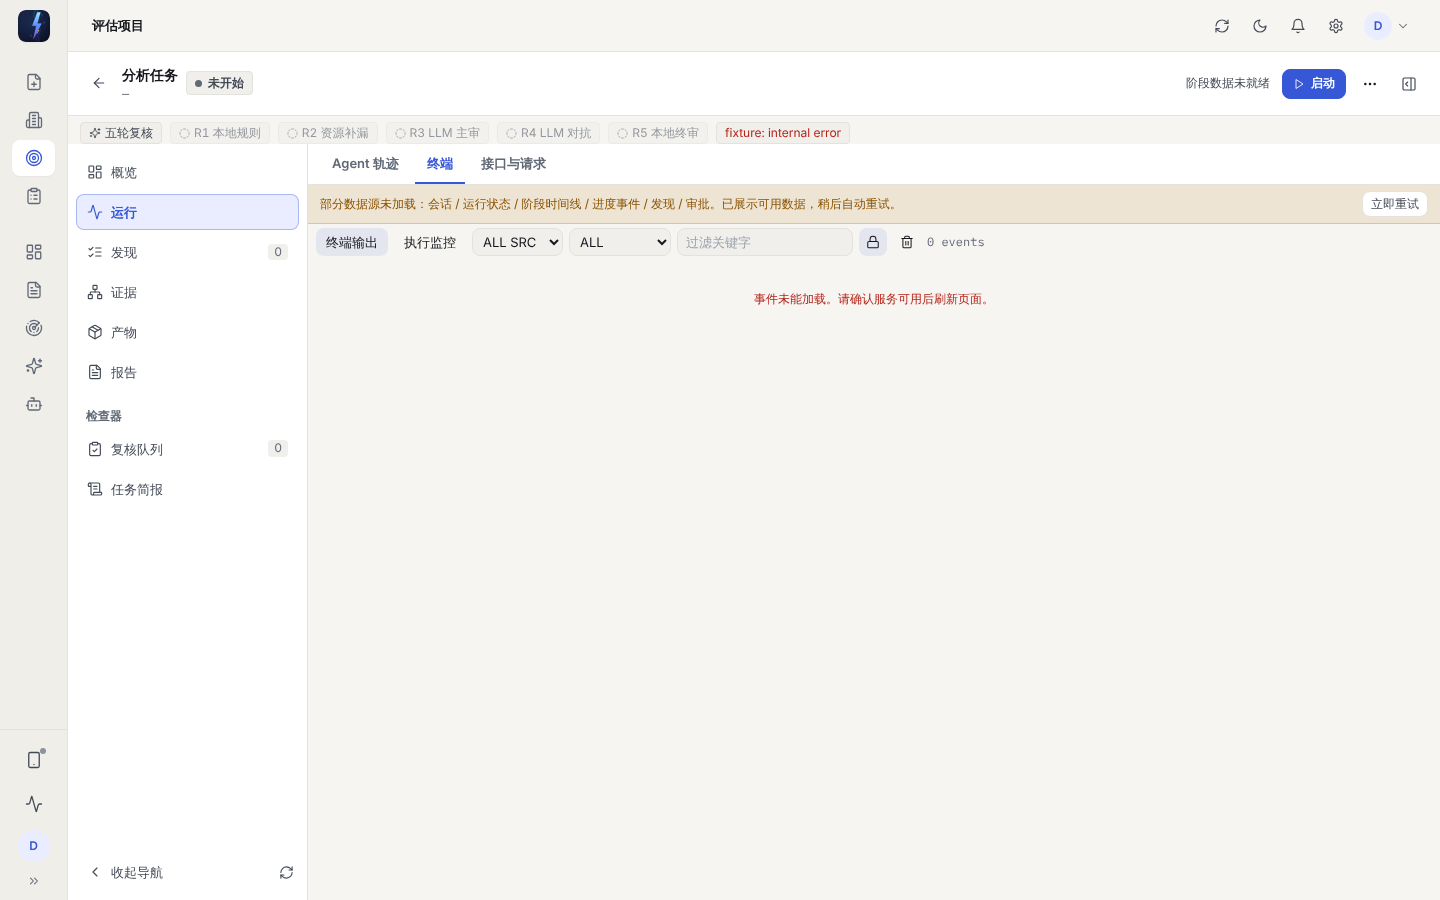 评估项目
D
分析任务
—
未开始
阶段数据未就绪
启动
五轮复核
R1 本地规则
R2 资源补漏
R3 LLM 主审
R4 LLM 对抗
R5 本地终审
fixture: internal error
概览
运行
发现
0
证据
产物
报告
检查器
复核队列
0
任务简报
收起导航
D
Agent 轨迹
终端
接口与请求
部分数据源未加载：会话 / 运行状态 / 阶段时间线 / 进度事件 / 发现 / 审批。已展示可用数据，稍后自动重试。
立即重试
终端输出
执行监控
ALL SRC
ALL
过滤关键字
0 events
事件未能加载。请确认服务可用后刷新页面。